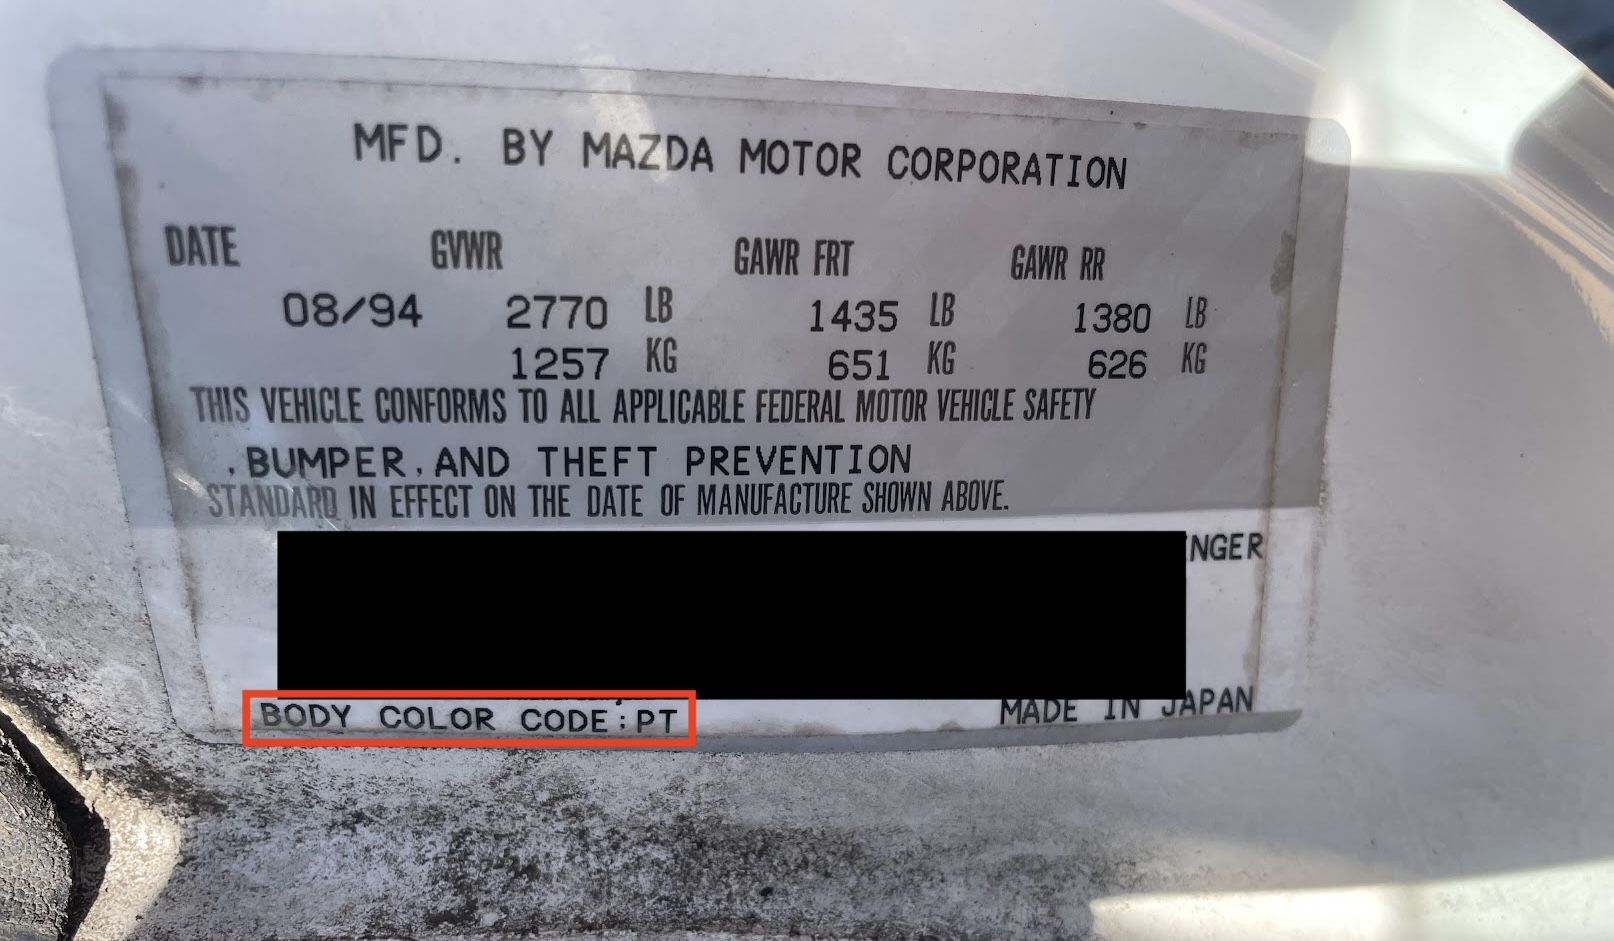 MFD. BY MAZDA MOTOR CORPORATION
DATE GVWR GAWR FRT GAWR RR
08/94 2770 LB 1435 LB 1380 LB
1257 KG 651 KG 626 KG
THIS VEHICLE CONFORMS TO ALL APPLICABLE FEDERAL MOTOR VEHICLE SAFETY
,BUMPER,AND THEFT PREVENTION
STANDARD IN EFFECT ON THE DATE OF MANUFACTURE SHOWN ABOVE.
NGER
BODY COLOR CODE:PT MADE IN JAPAN